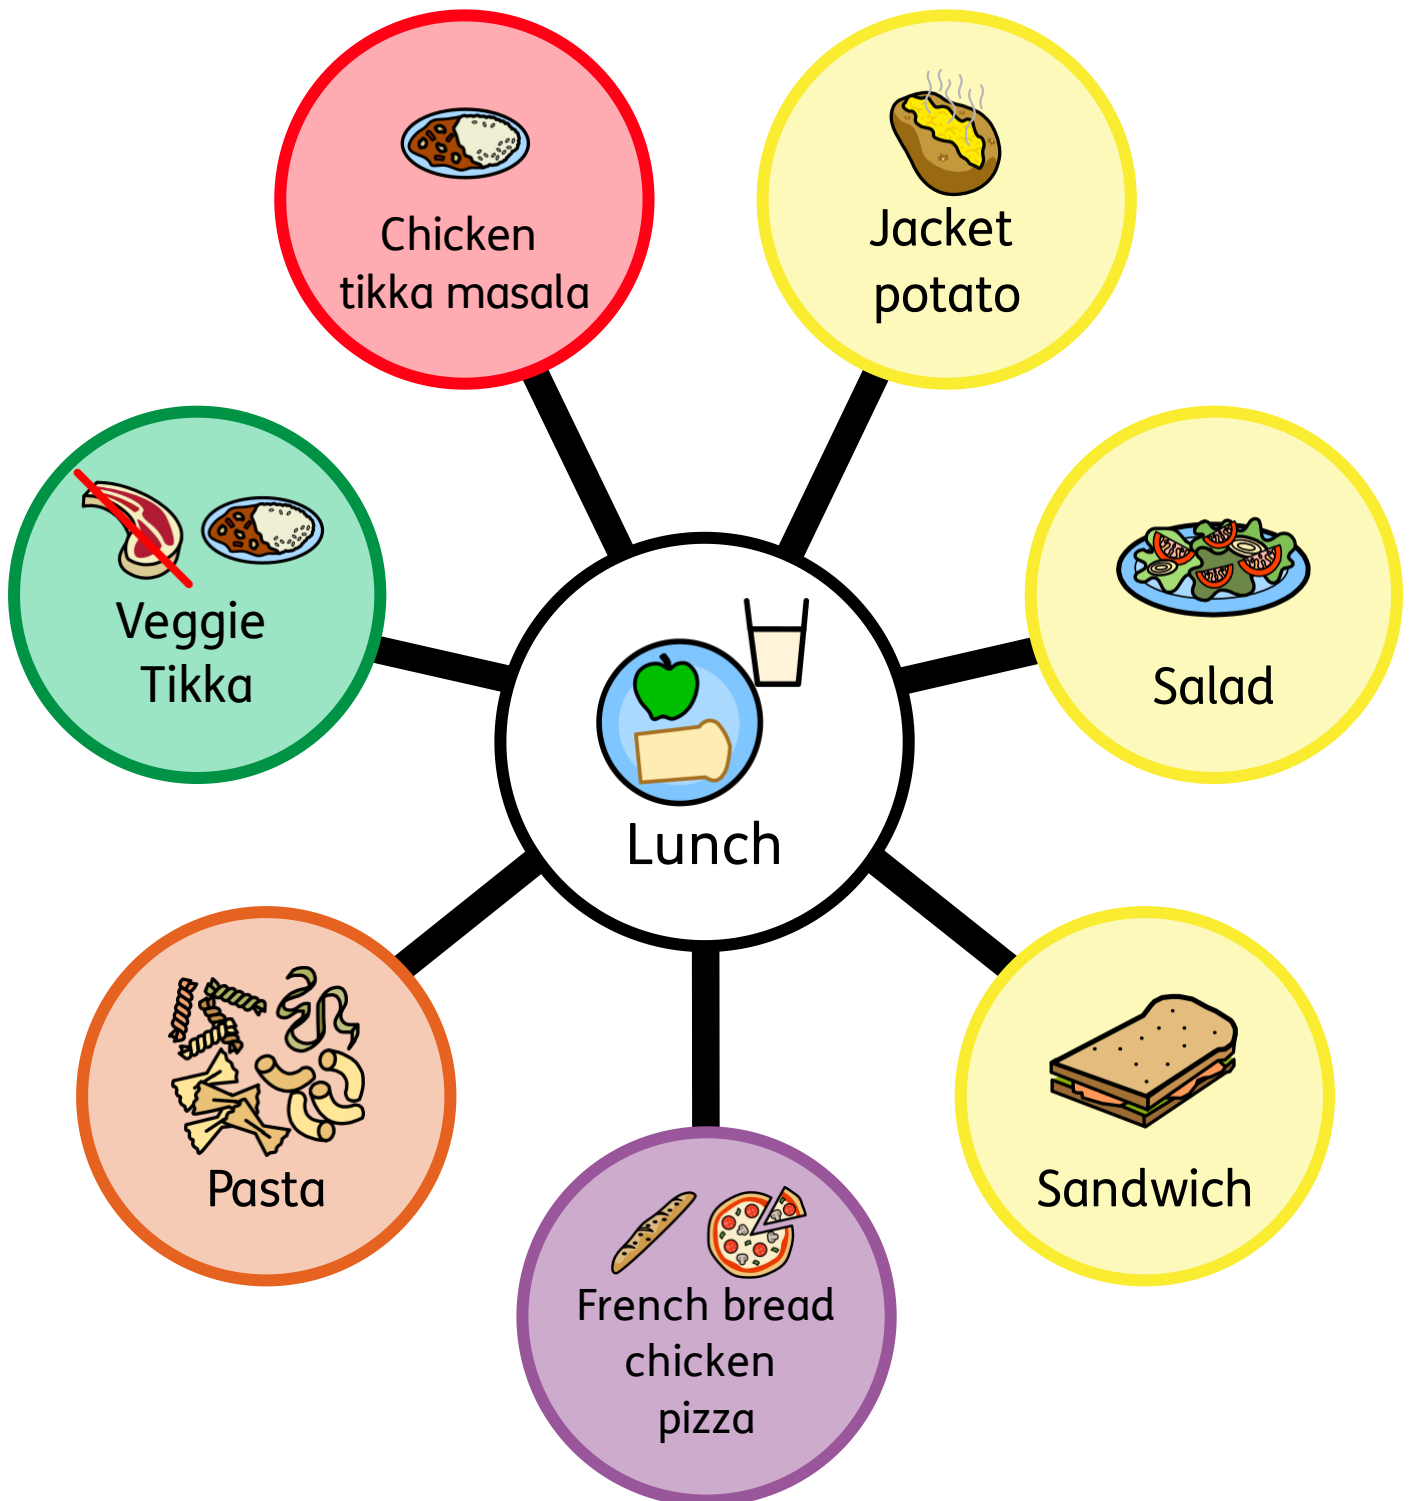 Chicken
tikka masala
Jacket
potato
Veggie
Tikka
Salad
Lunch
Pasta
Sandwich
French bread
chicken
pizza